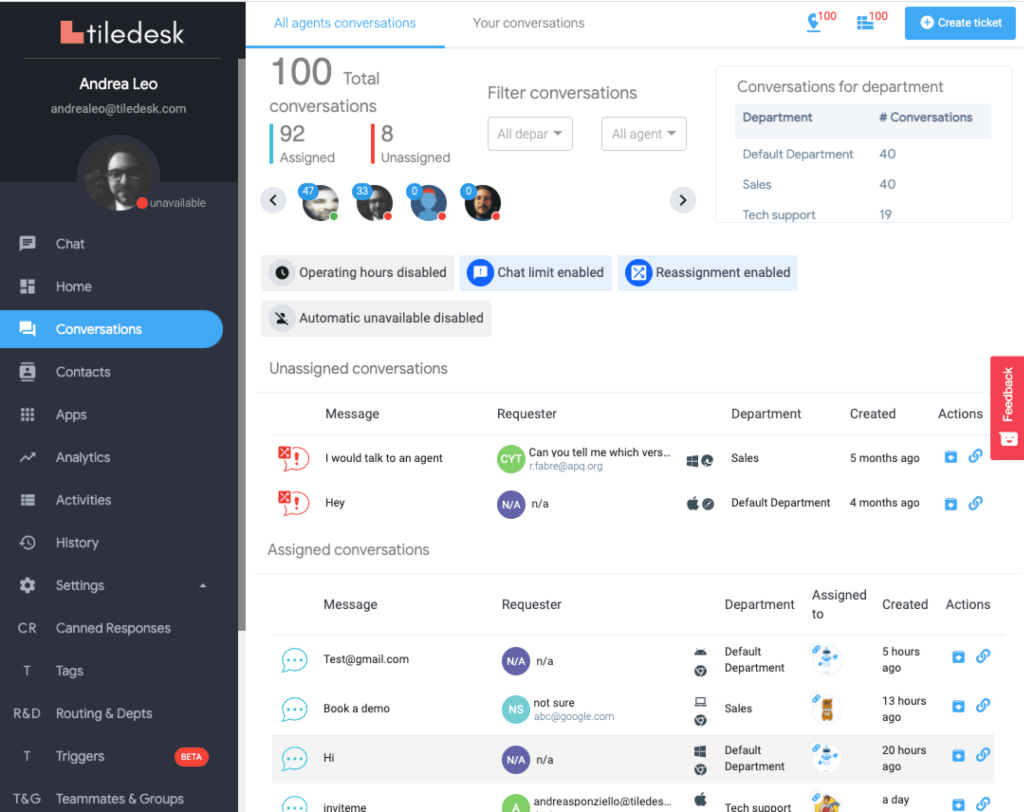 tiledesk
Andrea Leo
andrealeo@tiledesk.com
unavailable
Chat
Home
Conversations
Contacts
Apps
Analytics
Activities
History
Settings
CR Canned Responses
T Tags
R&D Routing & Depts
T Triggers BETA
T&G Teammates & Groups
All agents conversations
Your conversations
100
100
Create ticket
100 Total
conversations
92
Assigned
8
Unassigned
Filter conversations
All depar
All agent
Conversations for department
Department # Conversations
Default Department 40
Sales 40
Tech support 19
47
33
0
0
Operating hours disabled
Chat limit enabled
Reassignment enabled
Automatic unavailable disabled
Feedback
Unassigned conversations
Message Requester Department Created Actions
I would talk to an agent CYT Can you tell me which vers... Sales 5 months ago
r.fabre@apq.org
Hey N/A n/a Default Department 4 months ago
Assigned conversations
Message Requester Department Assigned to Created Actions
Test@gmail.com N/A n/a Default Department 5 hours ago
Book a demo NS not sure Sales 13 hours ago
abc@google.com
Hi N/A n/a Default Department 20 hours ago
inviteme A andreasponziello@tiledes... Tech support a day